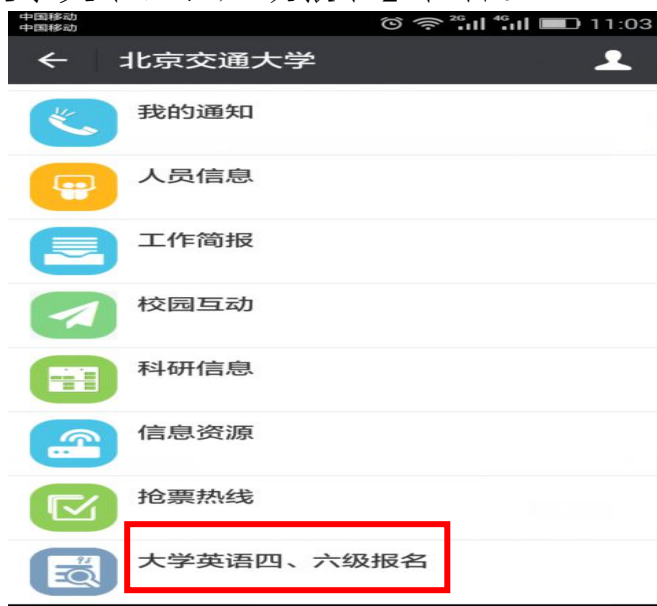 中国移动
中国移动
2G 4G 11:03
北京交通大学
我的通知
人员信息
工作简报
校园互动
科研信息
信息资源
抢票热线
大学英语四、六级报名